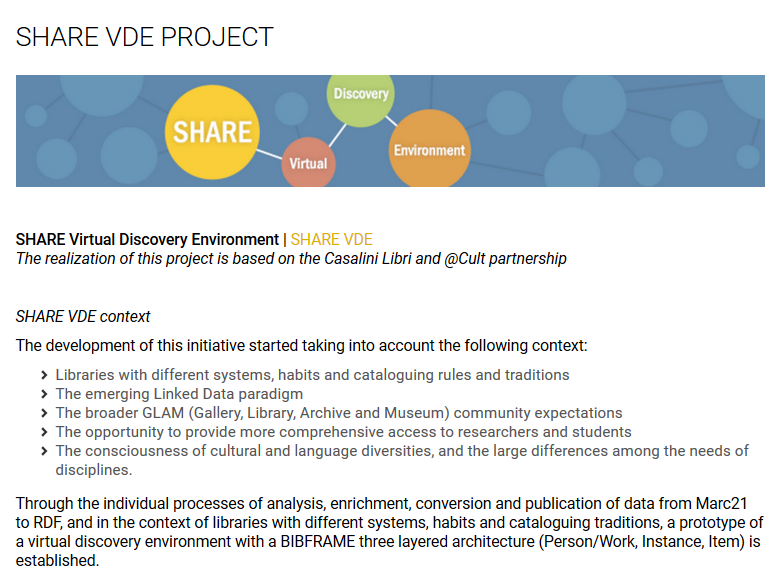 SHARE VDE PROJECT
SHARE
Virtual
Discovery
Environment
SHARE Virtual Discovery Environment | SHARE VDE
The realization of this project is based on the Casalini Libri and @Cult partnership
SHARE VDE context
The development of this initiative started taking into account the following context:
Libraries with different systems, habits and cataloguing rules and traditions
The emerging Linked Data paradigm
The broader GLAM (Gallery, Library, Archive and Museum) community expectations
The opportunity to provide more comprehensive access to researchers and students
The consciousness of cultural and language diversities, and the large differences among the needs of
disciplines.
Through the individual processes of analysis, enrichment, conversion and publication of data from Marc21
to RDF, and in the context of libraries with different systems, habits and cataloguing traditions, a prototype of
a virtual discovery environment with a BIBFRAME three layered architecture (Person/Work, Instance, Item) is
established.